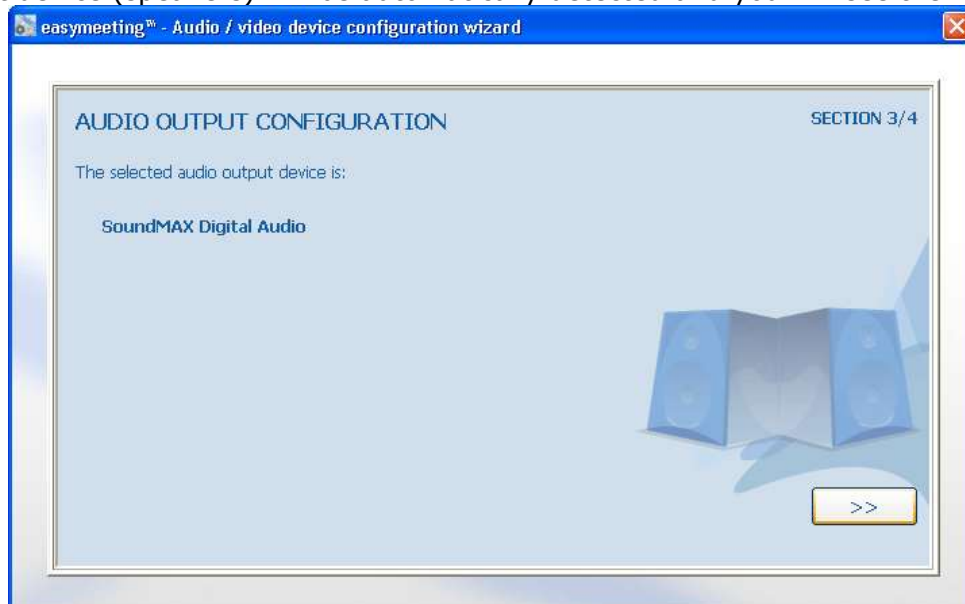 easymeeting™ - Audio / video device configuration wizard
AUDIO OUTPUT CONFIGURATION
SECTION 3/4
The selected audio output device is:
SoundMAX Digital Audio
>>